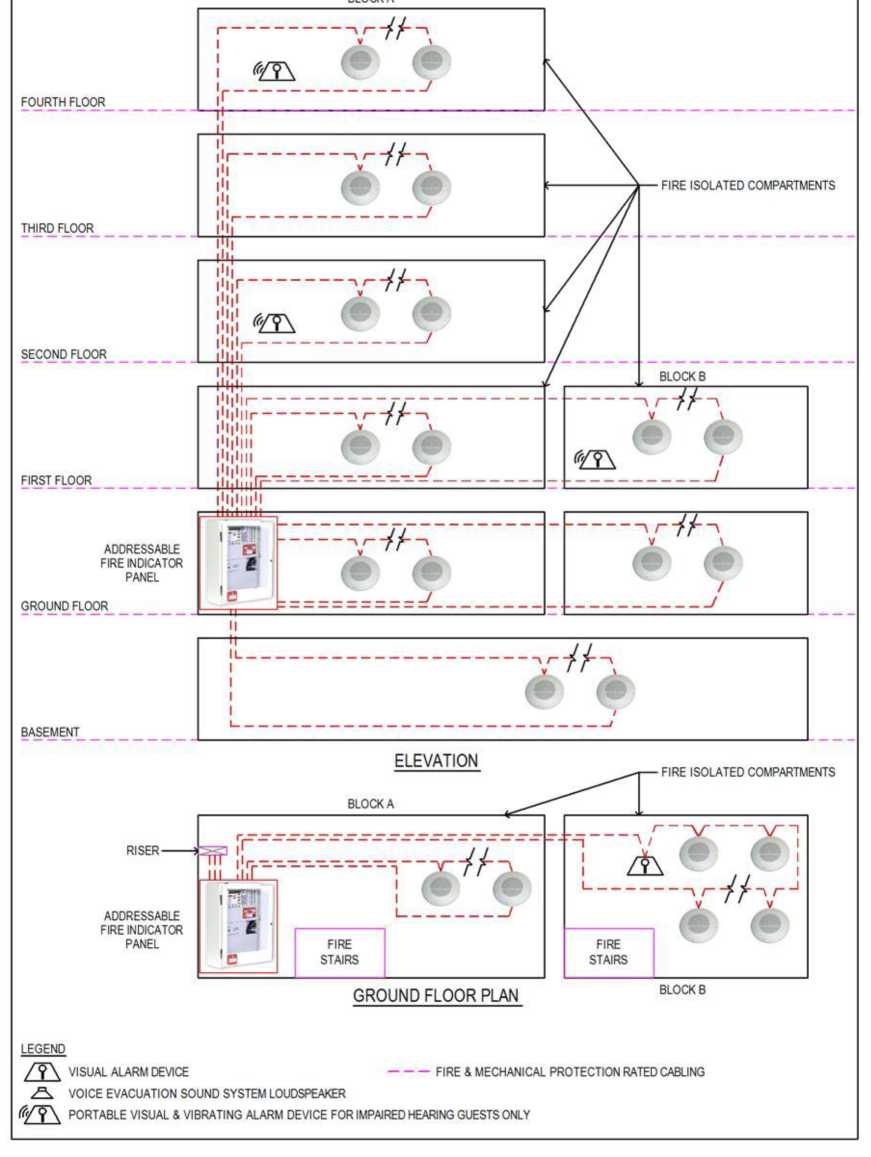 BLOCK A
FOURTH FLOOR
FIRE ISOLATED COMPARTMENTS
THIRD FLOOR
SECOND FLOOR
BLOCK B
FIRST FLOOR
ADDRESSABLE
FIRE INDICATOR
PANEL
GROUND FLOOR
BASEMENT
ELEVATION
FIRE ISOLATED COMPARTMENTS
BLOCK A
RISER
ADDRESSABLE
FIRE INDICATOR
PANEL
FIRE
STAIRS
FIRE
STAIRS
GROUND FLOOR PLAN
BLOCK B
LEGEND
VISUAL ALARM DEVICE
FIRE & MECHANICAL PROTECTION RATED CABLING
VOICE EVACUATION SOUND SYSTEM LOUDSPEAKER
PORTABLE VISUAL & VIBRATING ALARM DEVICE FOR IMPAIRED HEARING GUESTS ONLY